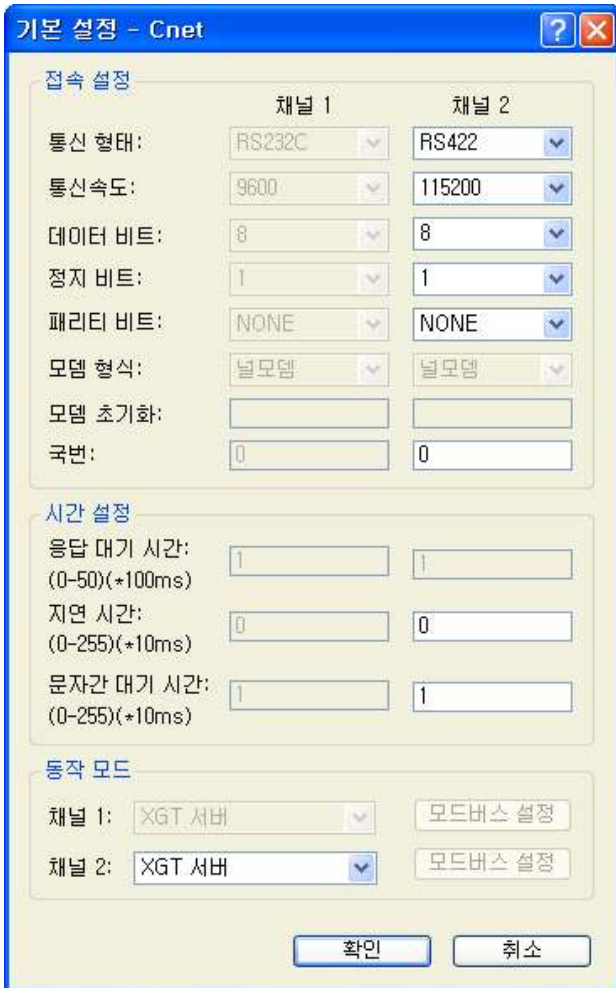 기본 설정 - Cnet
접속 설정
채널 1 채널 2
통신 형태: RS232C RS422
통신속도: 9600 115200
데이터 비트: 8 8
정지 비트: 1 1
패리티 비트: NONE NONE
모뎀 형식: 널모뎀 널모뎀
모뎀 초기화:
국번: 0 0
시간 설정
응답 대기 시간: 1 1
(0-50)(*100ms)
지연 시간: 0 0
(0-255)(*10ms)
문자간 대기 시간: 1 1
(0-255)(*10ms)
동작 모드
채널 1: XGT 서버 모드버스 설정
채널 2: XGT 서버 모드버스 설정
확인 취소